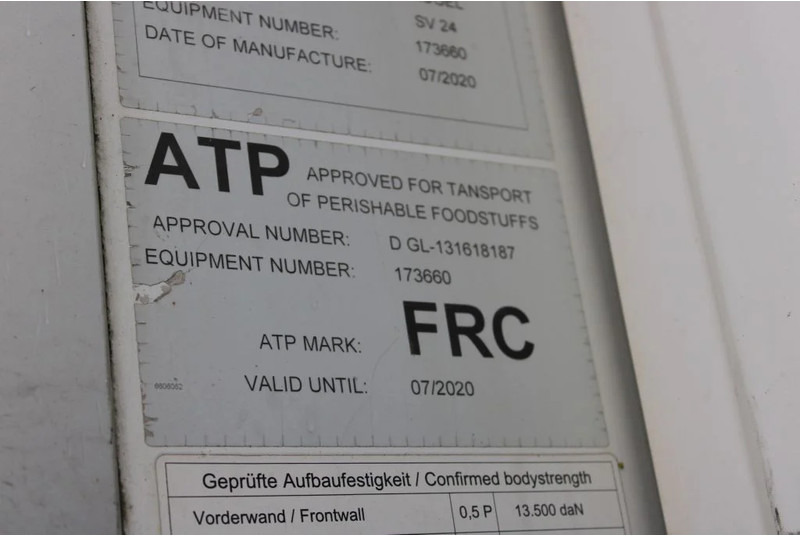 EQUIPMENT NUMBER: SV 24
DATE OF MANUFACTURE: 173660
07/2020
ATP APPROVED FOR TANSPORT
OF PERISHABLE FOODSTUFFS
APPROVAL NUMBER: D GL-131618187
EQUIPMENT NUMBER: 173660
ATP MARK: FRC
VALID UNTIL: 07/2020
Geprüfte Aufbaufestigkeit / Confirmed bodystrength
Vorderwand / Frontwall 0,5 P 13.500 daN